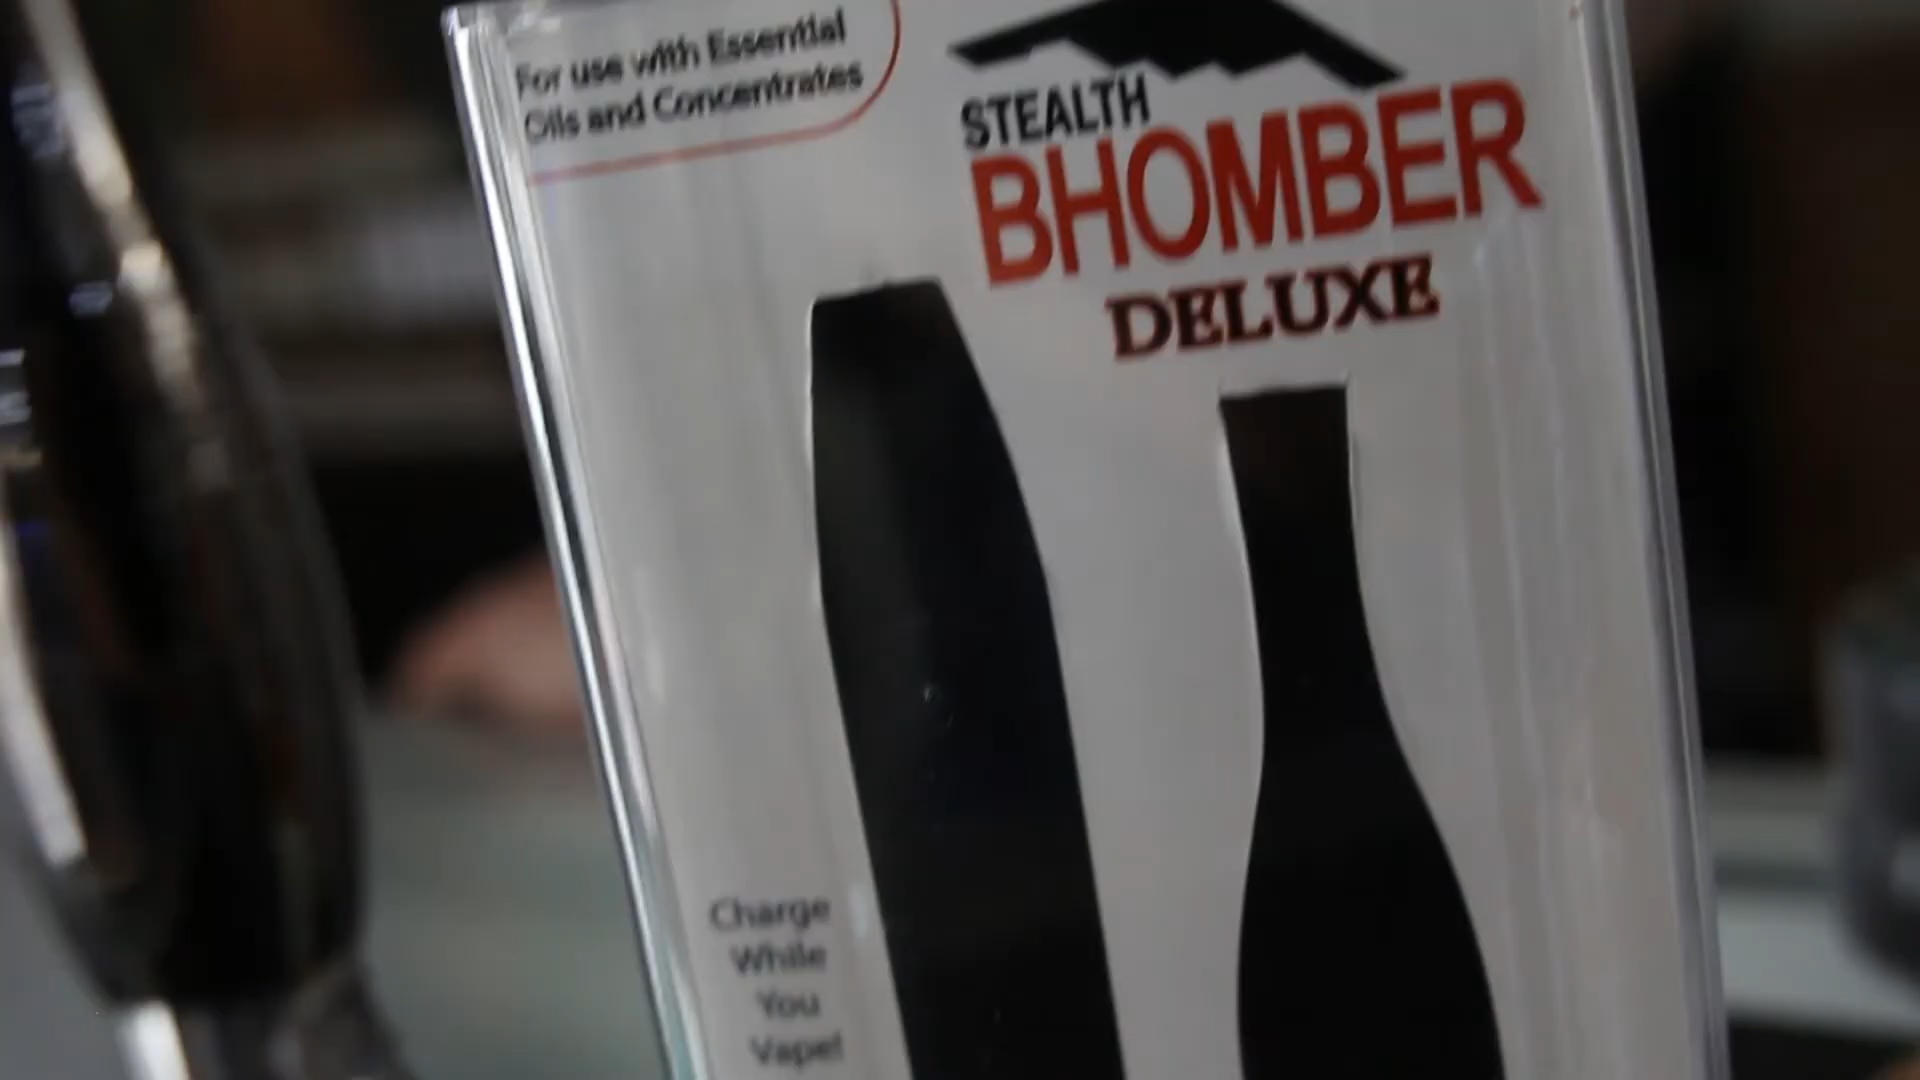 For use with Essential
Oils and Concentrates
STEALTH
BHOMBER
DELUXE
Charge
While
You
Vape!